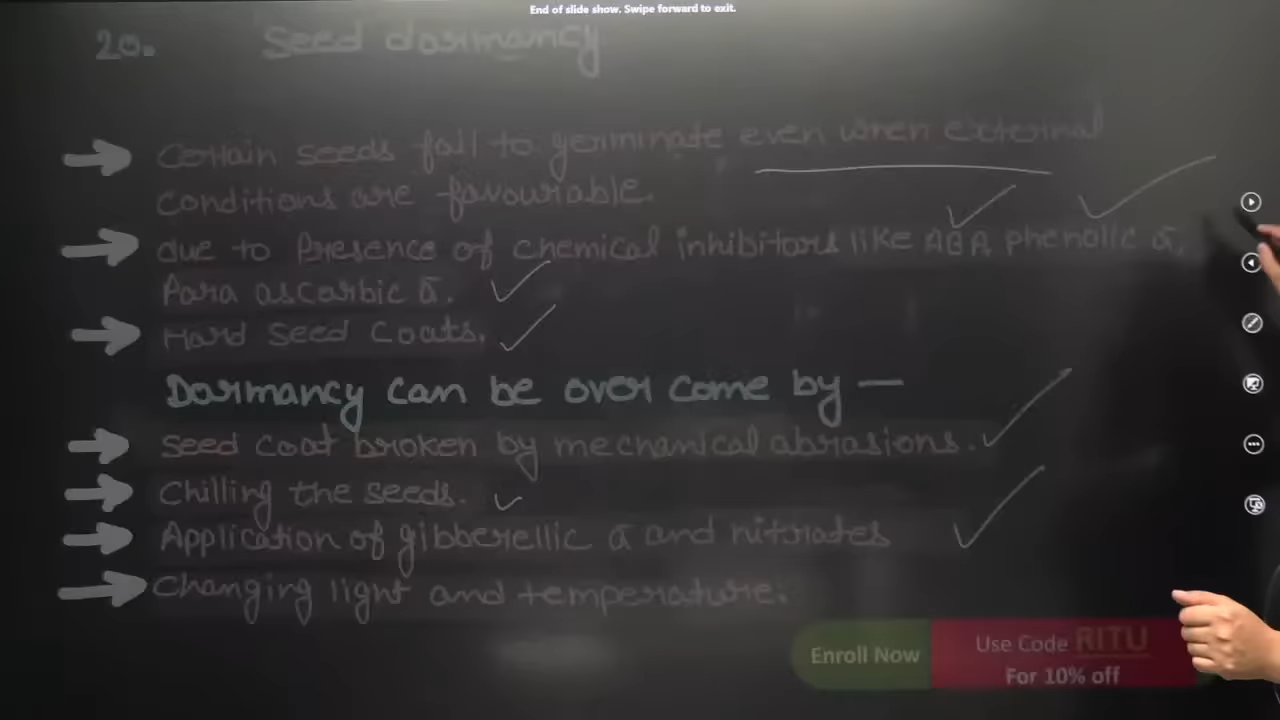 End of slide show. Swipe forward to exit.
20. Seed dormancy
Certain seeds fail to germinate even when external
conditions are favourable.
due to Presence of chemical inhibitors like ABA phenolic a.
Para ascorbic a.
Hard Seed Coats.
Dormancy can be over come by —
Seed coat broken by mechanical abrasions.
Chilling the seeds.
Application of gibberellic a and nitrates
Changing light and temperature.
Enroll Now
Use Code RITU
For 10% off